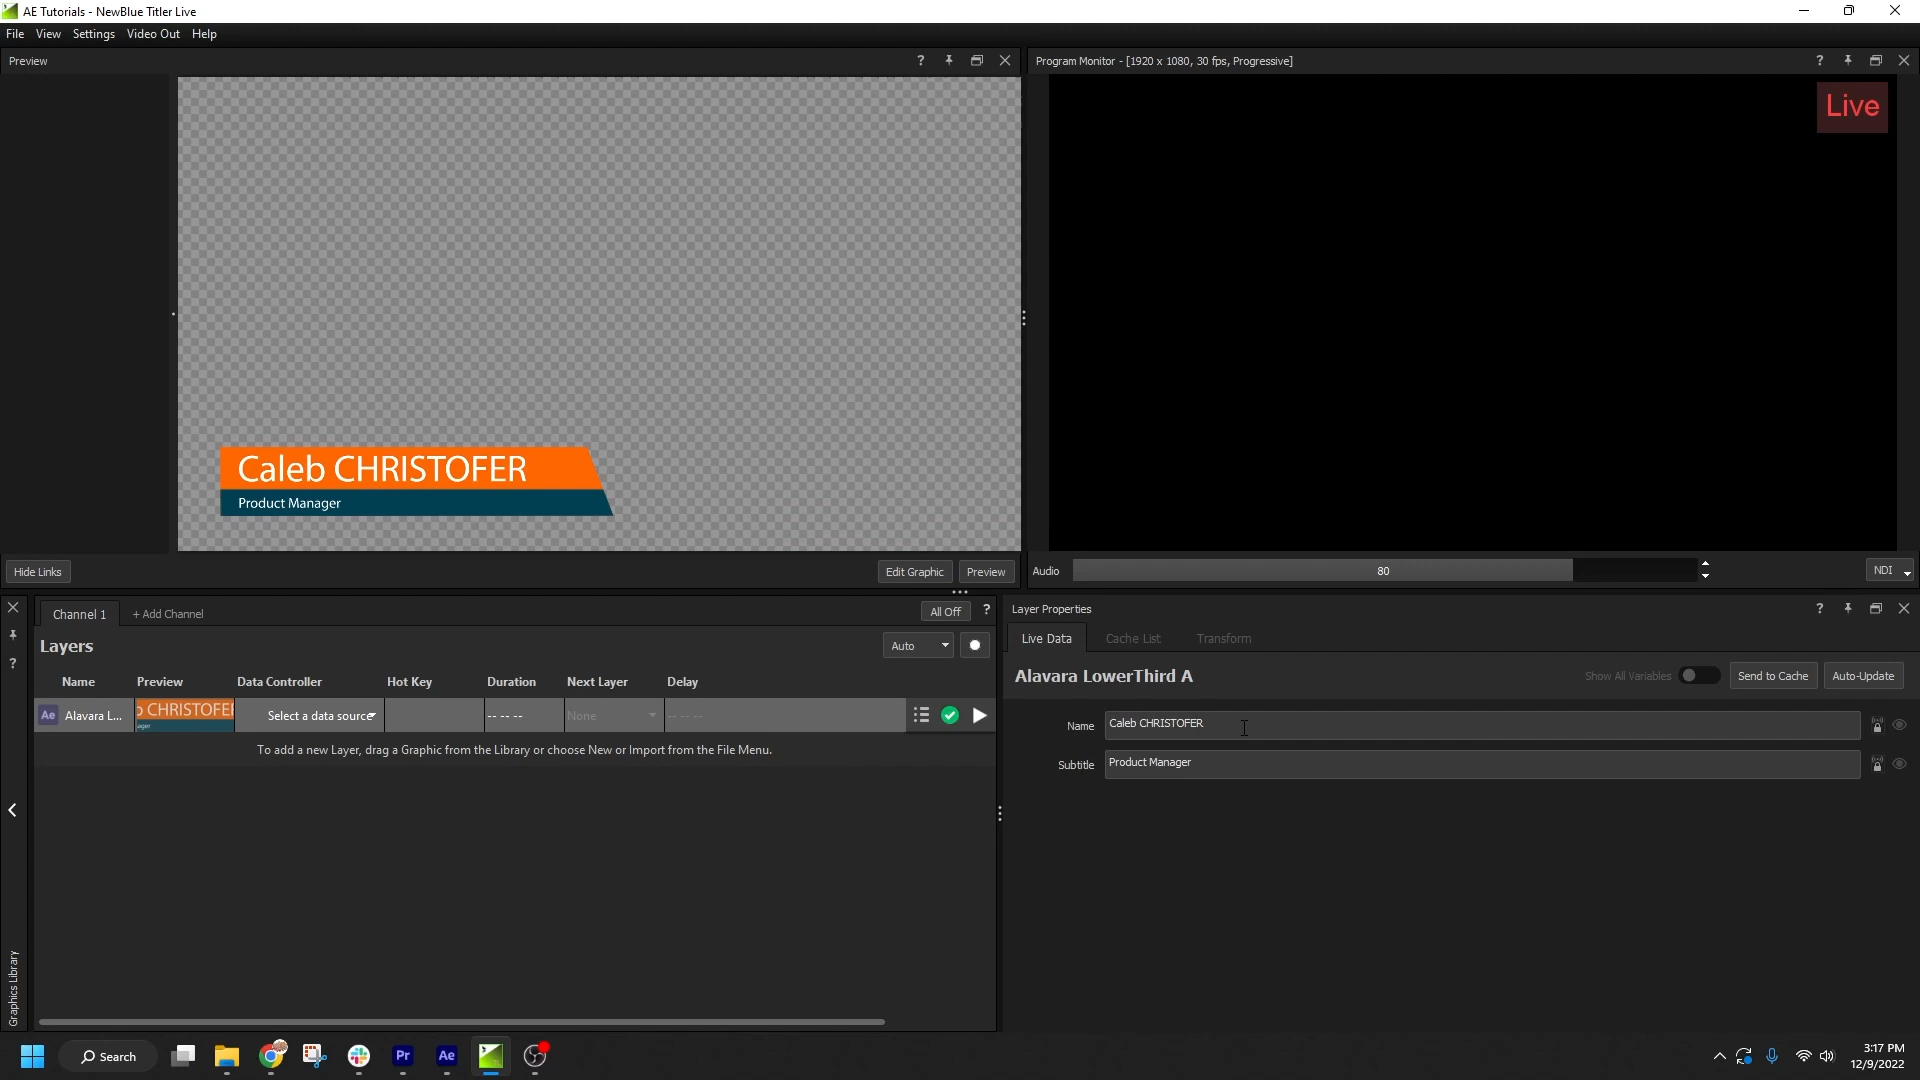 AE Tutorials - NewBlue Titler Live
File View Settings Video Out Help
Preview
Program Monitor - [1920 x 1080, 30 fps, Progressive]
Live
Caleb CHRISTOFER
Product Manager
Hide Links
Edit Graphic
Preview
Audio
80
NDI
Channel 1
+ Add Channel
All Off
Layers
Auto
Name Preview Data Controller Hot Key Duration Next Layer Delay
Ae Alavara L... CHRISTOFER Select a data source -- -- -- None -- -- --
To add a new Layer, drag a Graphic from the Library or choose New or Import from the File Menu.
Graphics Library
Layer Properties
Live Data Cache List Transform
Alavara LowerThird A
Show All Variables
Send to Cache
Auto-Update
Name Caleb CHRISTOFER
Subtitle Product Manager
Search
Pr
Ae
3:17 PM
12/9/2022